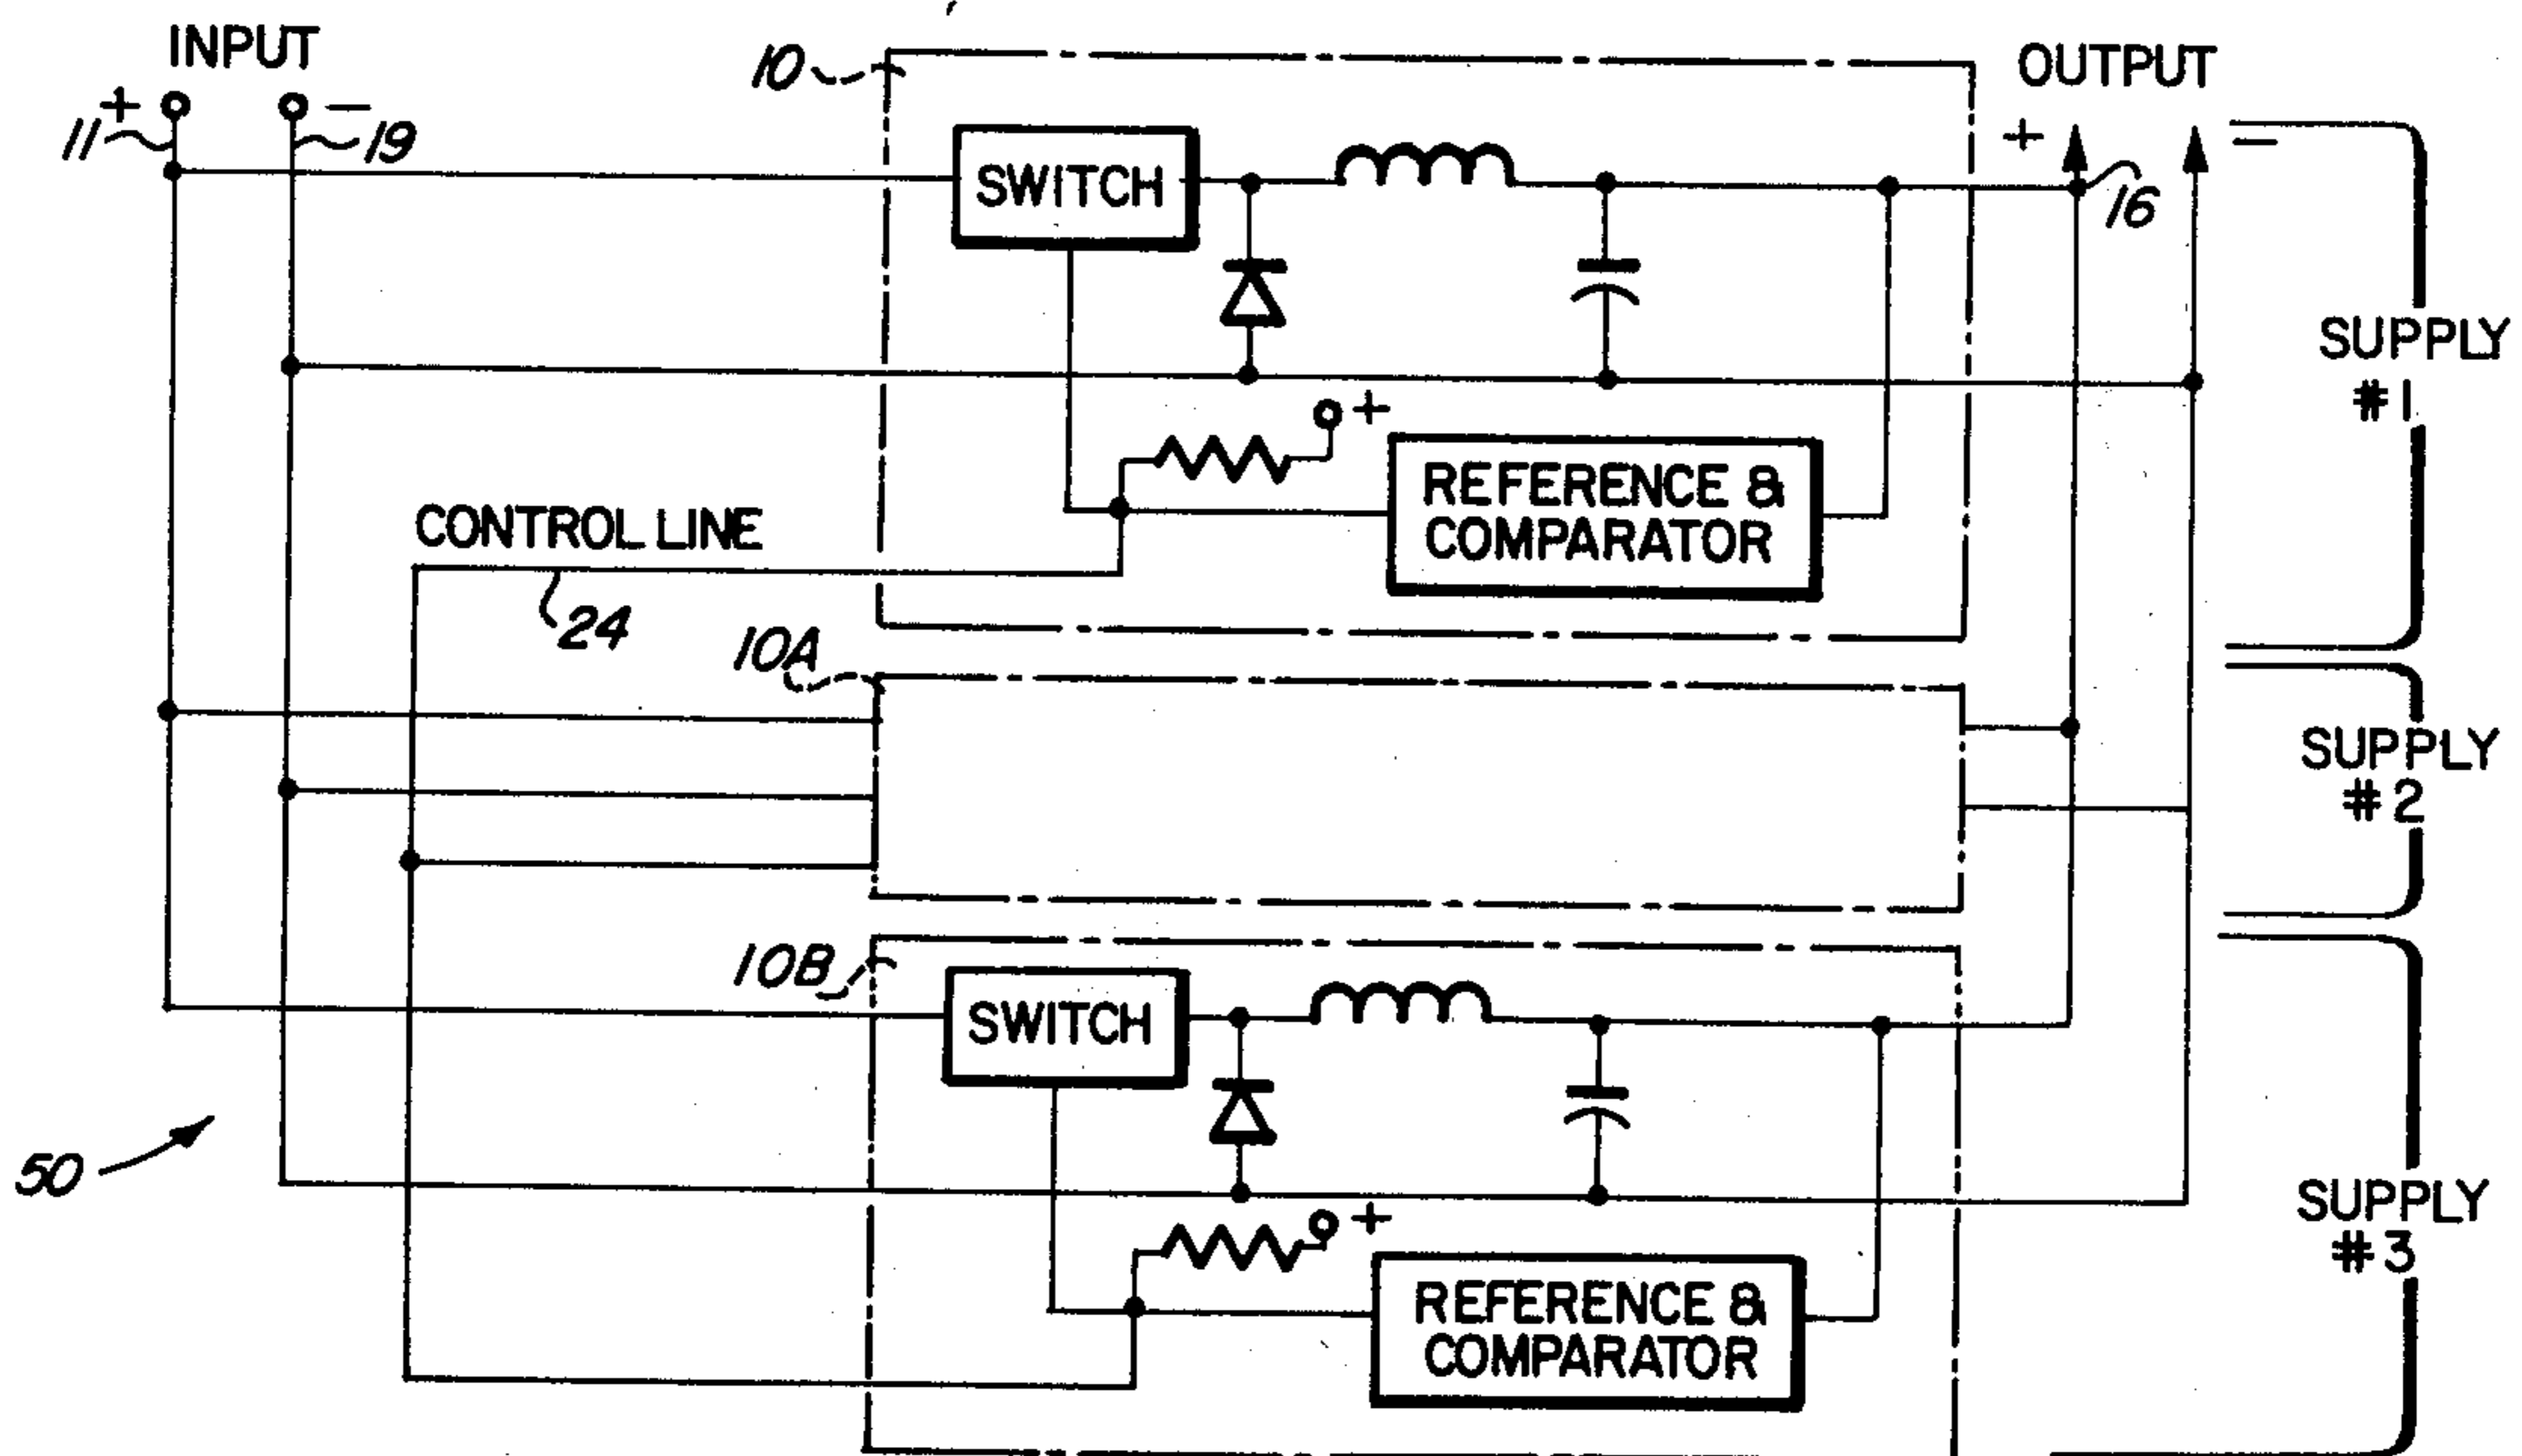 INPUT
+
−
11
19
10
SWITCH
OUTPUT
+
−
16
SUPPLY
#1
+
REFERENCE &
COMPARATOR
CONTROL LINE
24
10A
SUPPLY
#2
10B
SWITCH
50
+
REFERENCE &
COMPARATOR
SUPPLY
#3